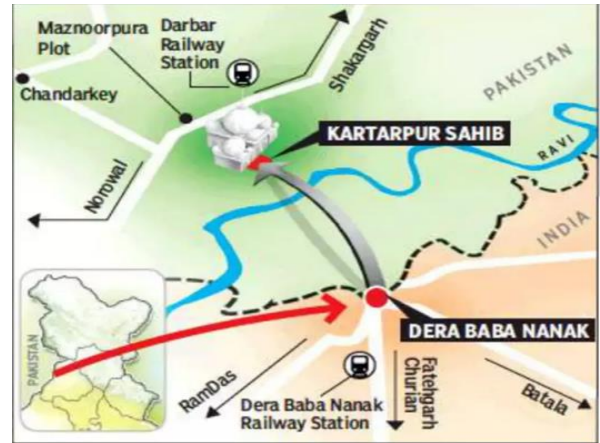 Maznoorpura
Plot
Darbar
Railway
Station
Shakargarh
PAKISTAN
Chandarkey
KARTARPUR SAHIB
RAVI
Norowal
INDIA
PAKISTAN
DERA BABA NANAK
RamDas
Dera Baba Nanak
Railway Station
Fatehgarh
Churian
Batala